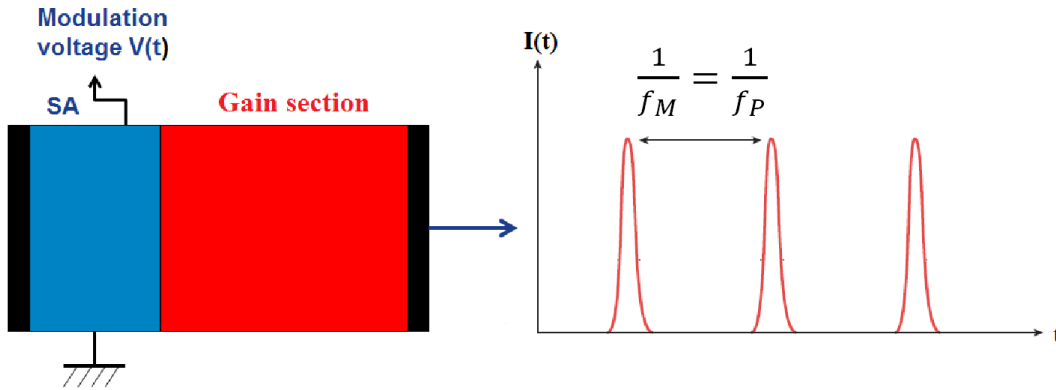 Modulation
voltage V(t)
SA
Gain section
I(t)
1/f_M = 1/f_P
t